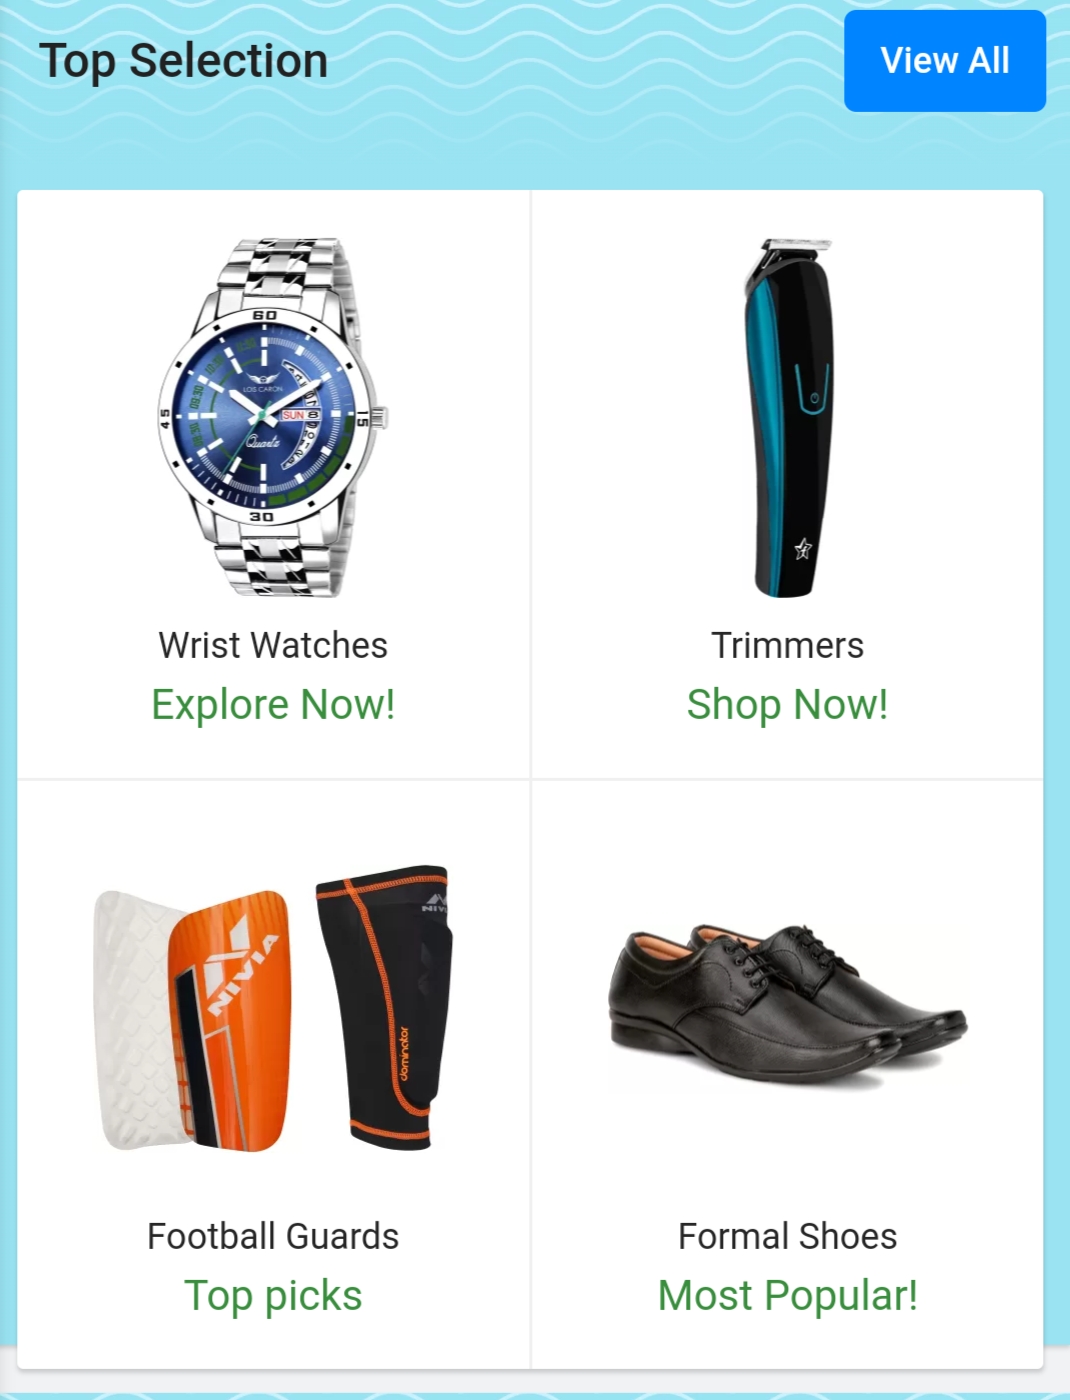 Top Selection
View All
60
LOIS CARON
45
SUN 8
15
Quartz
30
Wrist Watches
Explore Now!
Trimmers
Shop Now!
NIVIA
dominator
Football Guards
Top picks
Formal Shoes
Most Popular!